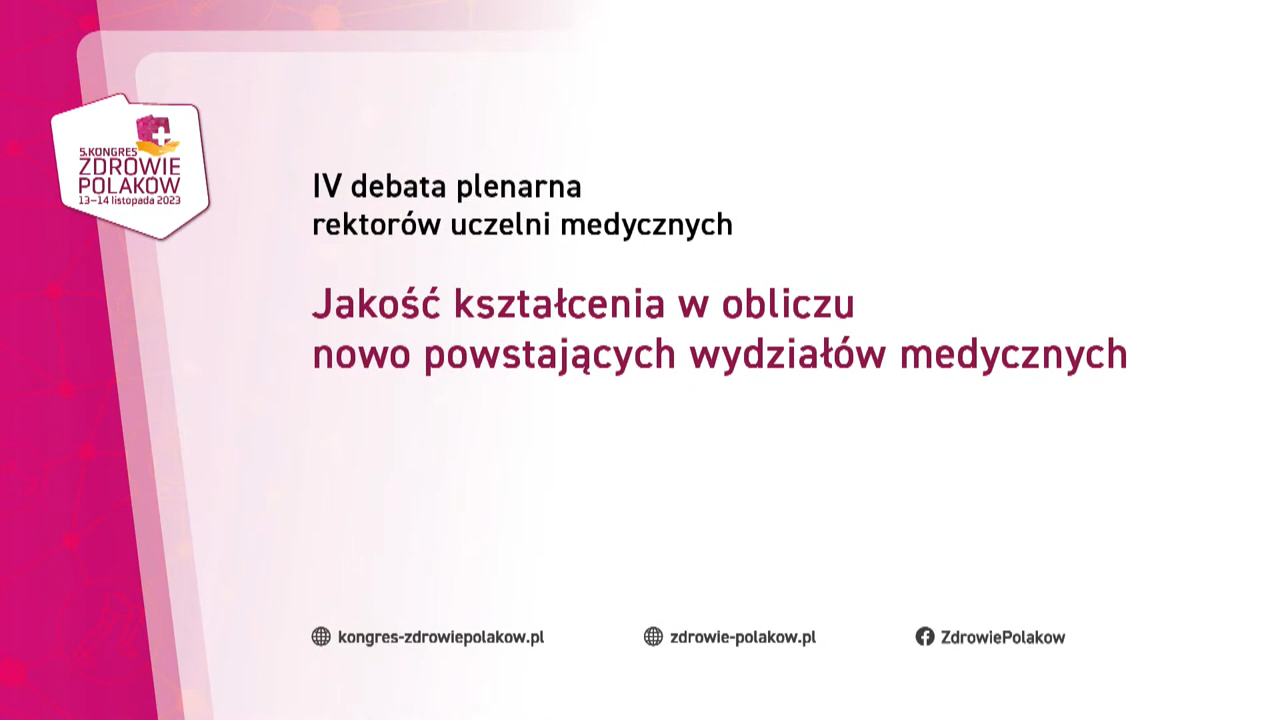 5.KONGRES
ZDROWIE
POLAKÓW
13–14 listopada 2023
IV debata plenarna
rektorów uczelni medycznych
Jakość kształcenia w obliczu
nowo powstających wydziałów medycznych
kongres-zdrowiepolakow.pl
zdrowie-polakow.pl
ZdrowiePolakow